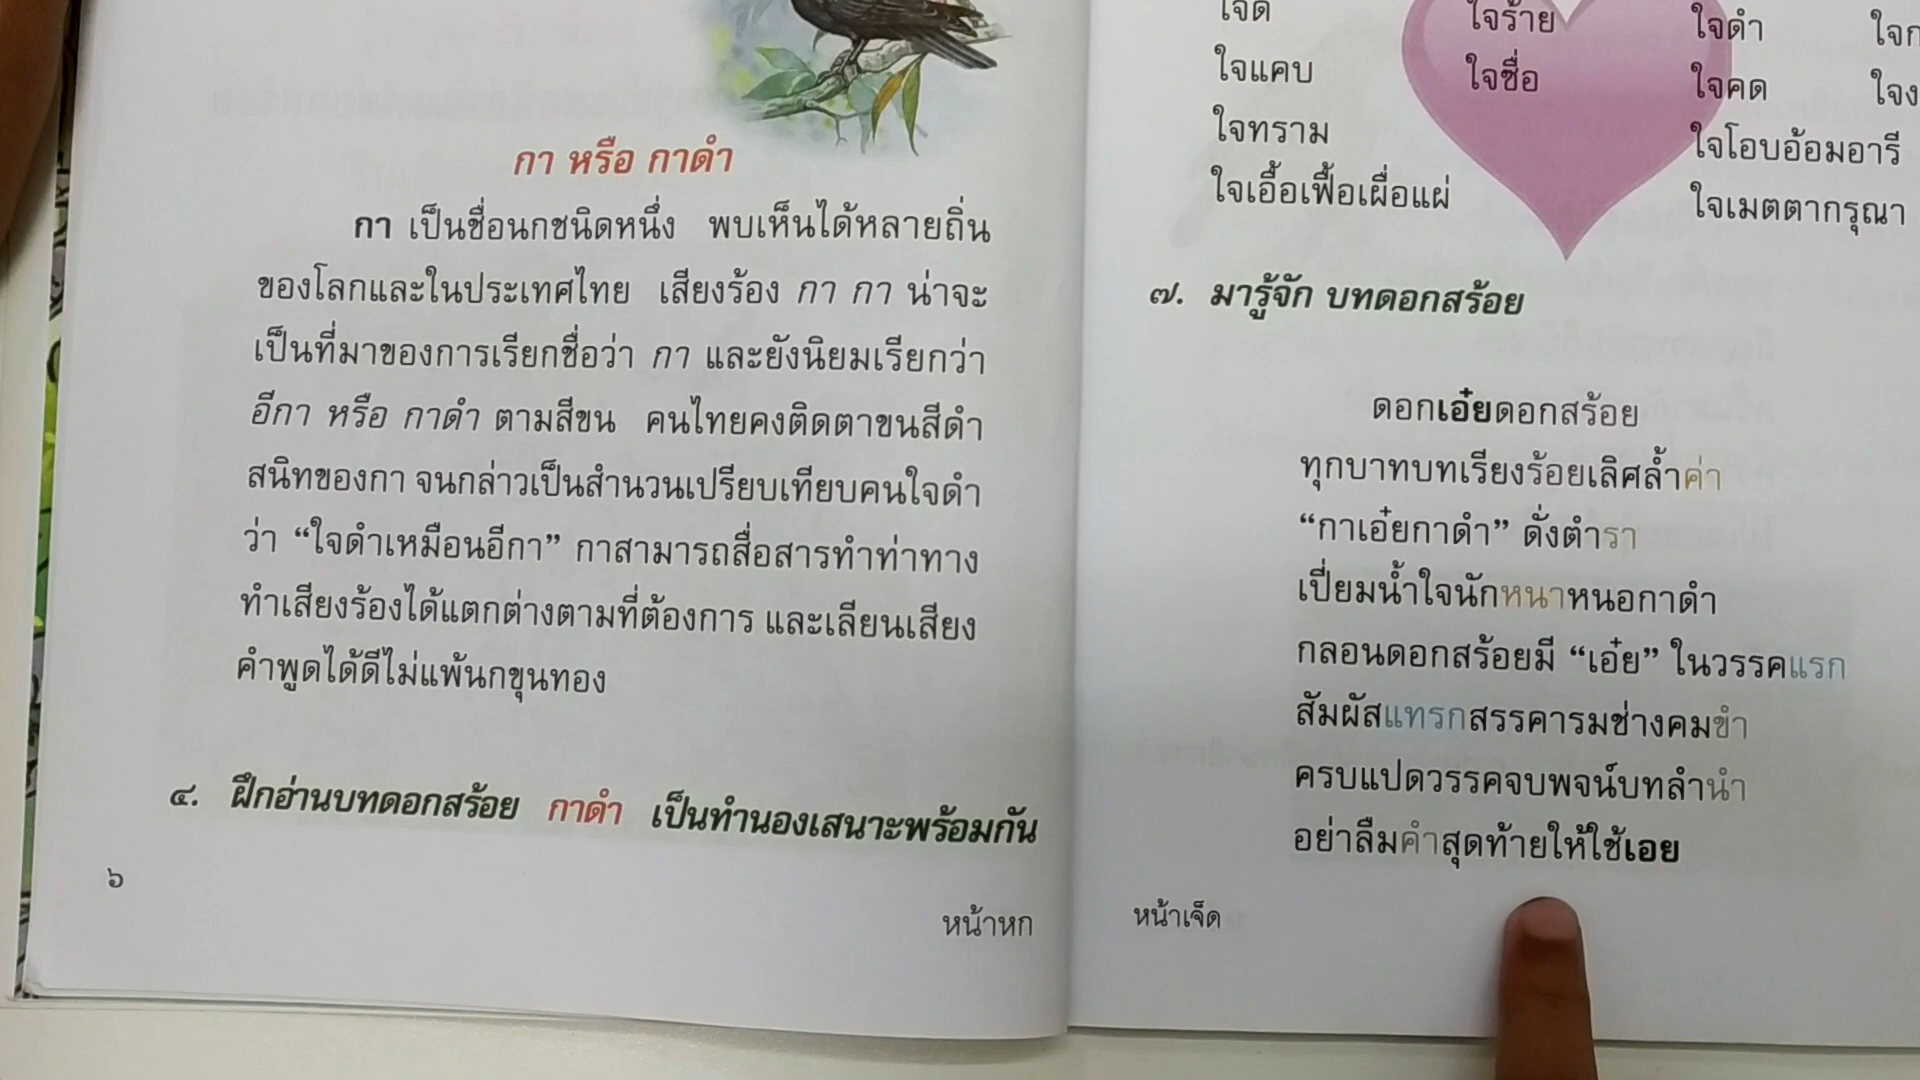 กา หรือ กาดำ
กา เป็นชื่อนกชนิดหนึ่ง พบเห็นได้หลายถิ่น
ของโลกและในประเทศไทย เสียงร้อง กา กา น่าจะ
เป็นที่มาของการเรียกชื่อว่า กา และยังนิยมเรียกว่า
อีกา หรือ กาดำ ตามสีขน คนไทยคงติดตาขนสีดำ
สนิทของกา จนกล่าวเป็นสำนวนเปรียบเทียบคนใจดำ
ว่า “ใจดำเหมือนอีกา” กาสามารถสื่อสารทำท่าทาง
ทำเสียงร้องได้แตกต่างตามที่ต้องการ และเลียนเสียง
คำพูดได้ดีไม่แพ้นกขุนทอง
๔. ฝึกอ่านบทดอกสร้อย กาดำ เป็นทำนองเสนาะพร้อมกัน
๖
หน้าหก
ใจร้าย ใจดำ
ใจแคบ ใจซื่อ ใจคด
ใจทราม ใจโอบอ้อมอารี
ใจเอื้อเฟื้อเผื่อแผ่ ใจเมตตากรุณา
๗. มารู้จัก บทดอกสร้อย
ดอกเอ๋ยดอกสร้อย
ทุกบาทบทเรียงร้อยเลิศล้ำค่า
“กาเอ๋ยกาดำ” ดั่งตำรา
เปี่ยมน้ำใจนักหนาหนอกาดำ
กลอนดอกสร้อยมี “เอ๋ย” ในวรรคแรก
สัมผัสแทรกสรรคารมช่างคมขำ
ครบแปดวรรคจบพจน์บทลำนำ
อย่าลืมคำสุดท้ายให้ใช้เอย
หน้าเจ็ด